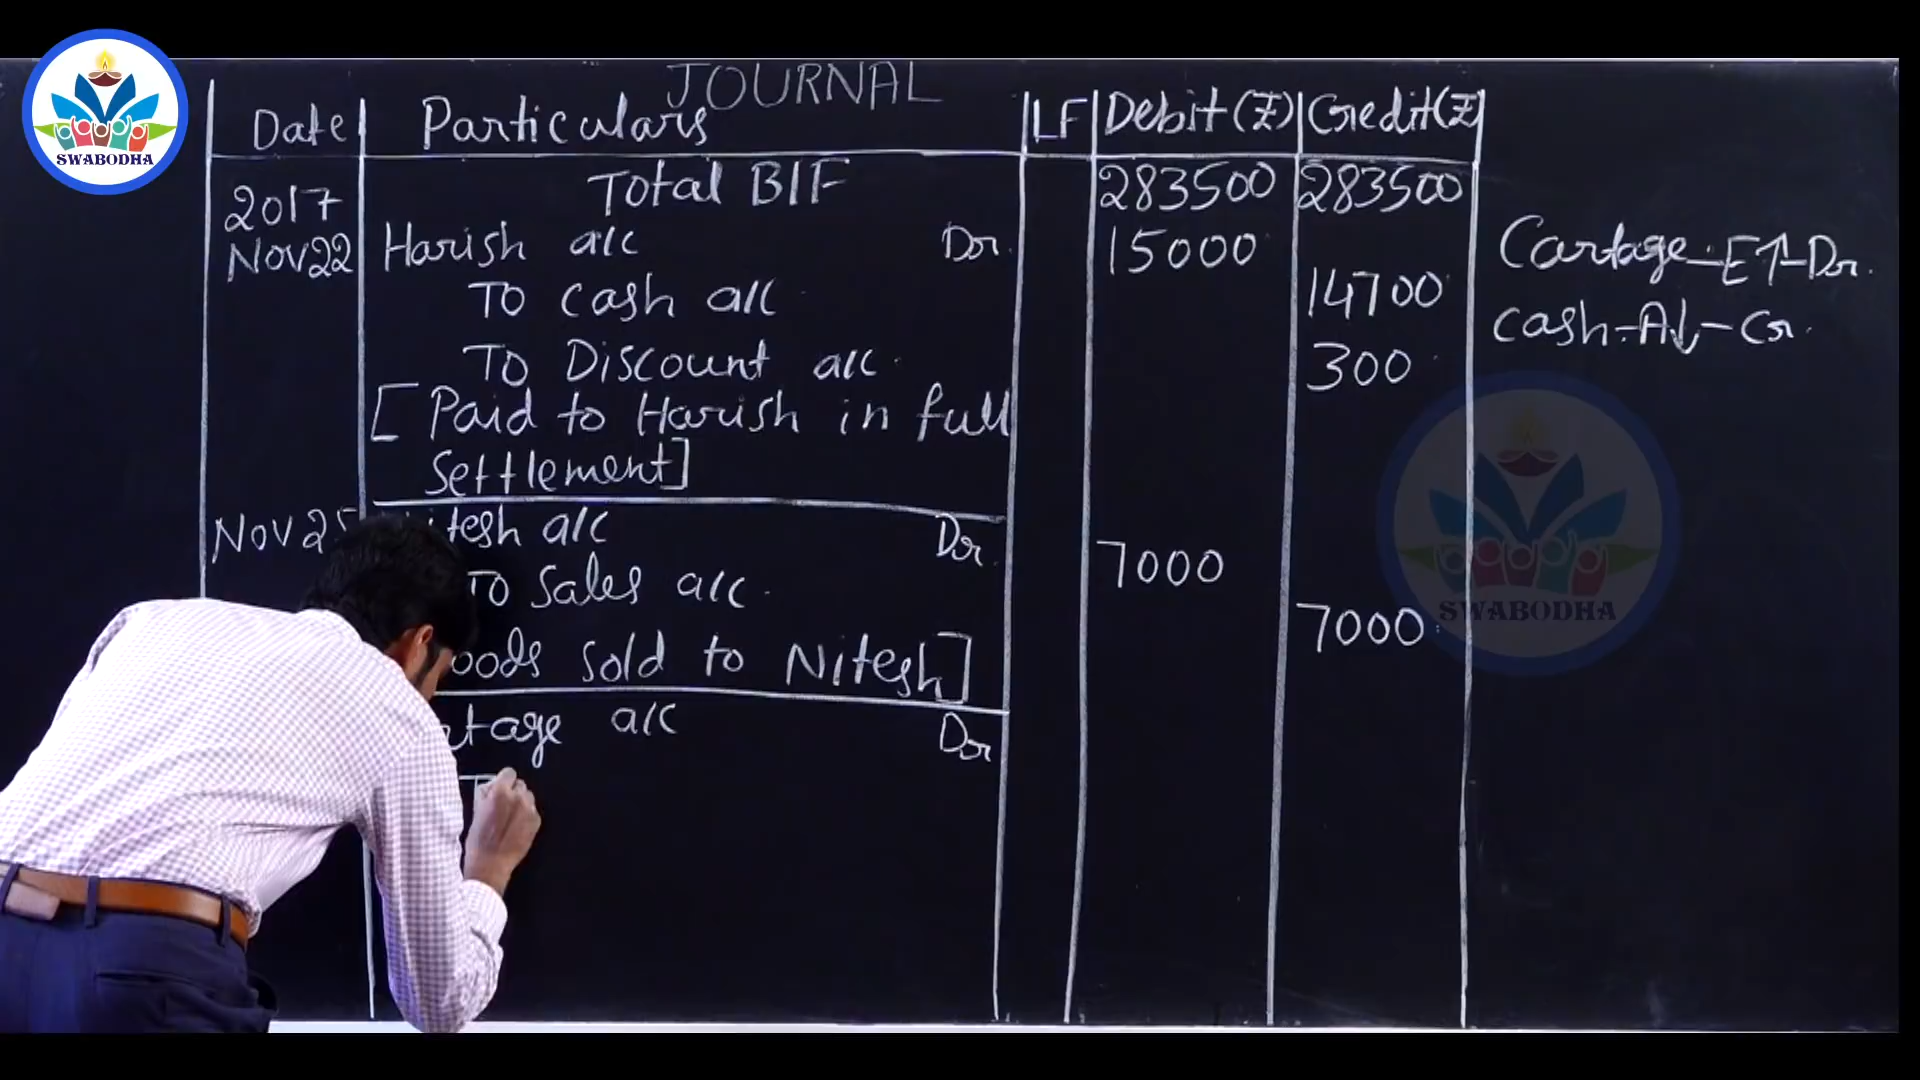 SWABODHA
JOURNAL
Date Particulars LF Debit(₹) Credit(₹)
Total B/F 283500 283500
2017
Nov 22 Harish a/c Dr. 15000
To Cash a/c 14700
To Discount a/c 300
[Paid to Harish in full
Settlement]
Nov 25 itesh a/c Dr. 7000
To Sales a/c 7000
oods sold to Nitesh]
rtage a/c Dr
T
Cartage - E↑ - Dr.
Cash - A↓ - Cr.
SWABODHA